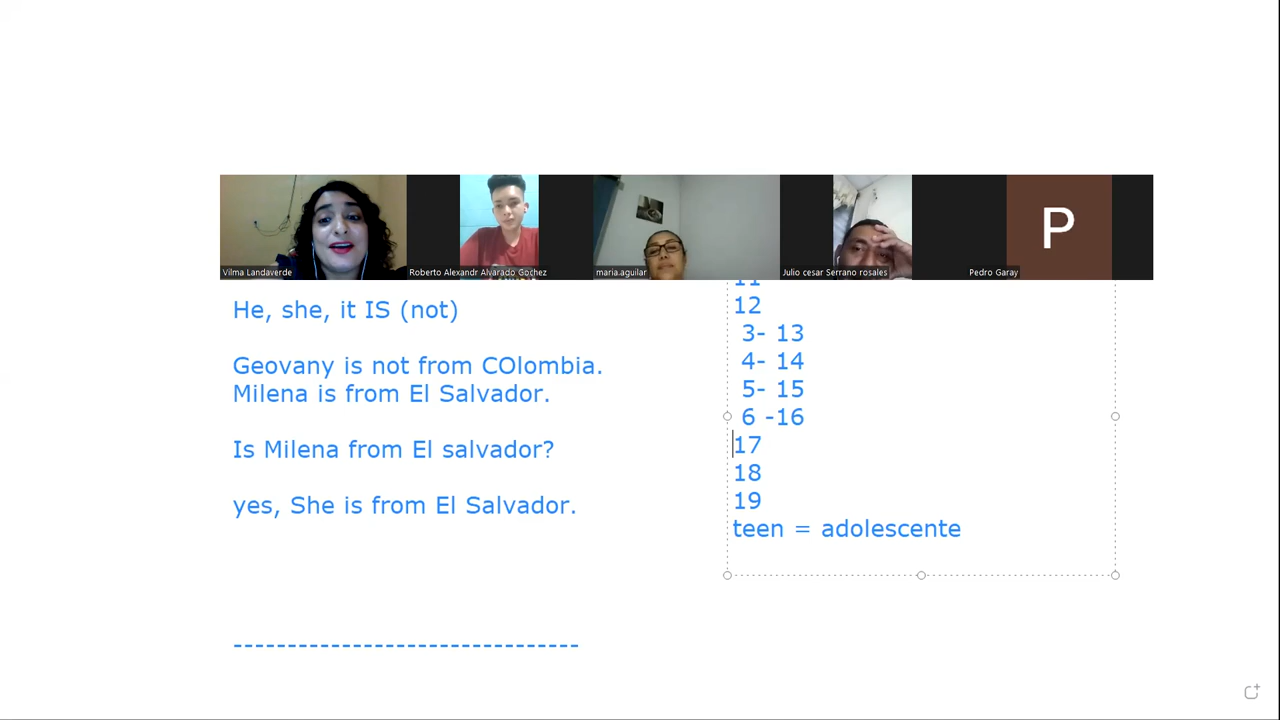 Vilma Landaverde
Roberto Alexandr Alvarado Gochez
maria.aguilar
Julio cesar Serrano rosales
P
Pedro Garay
He, she, it IS (not)
Geovany is not from COlombia.
Milena is from El Salvador.
Is Milena from El salvador?
yes, She is from El Salvador.
-------------------------------
11
12
3- 13
4- 14
5- 15
6 -16
17
18
19
teen = adolescente